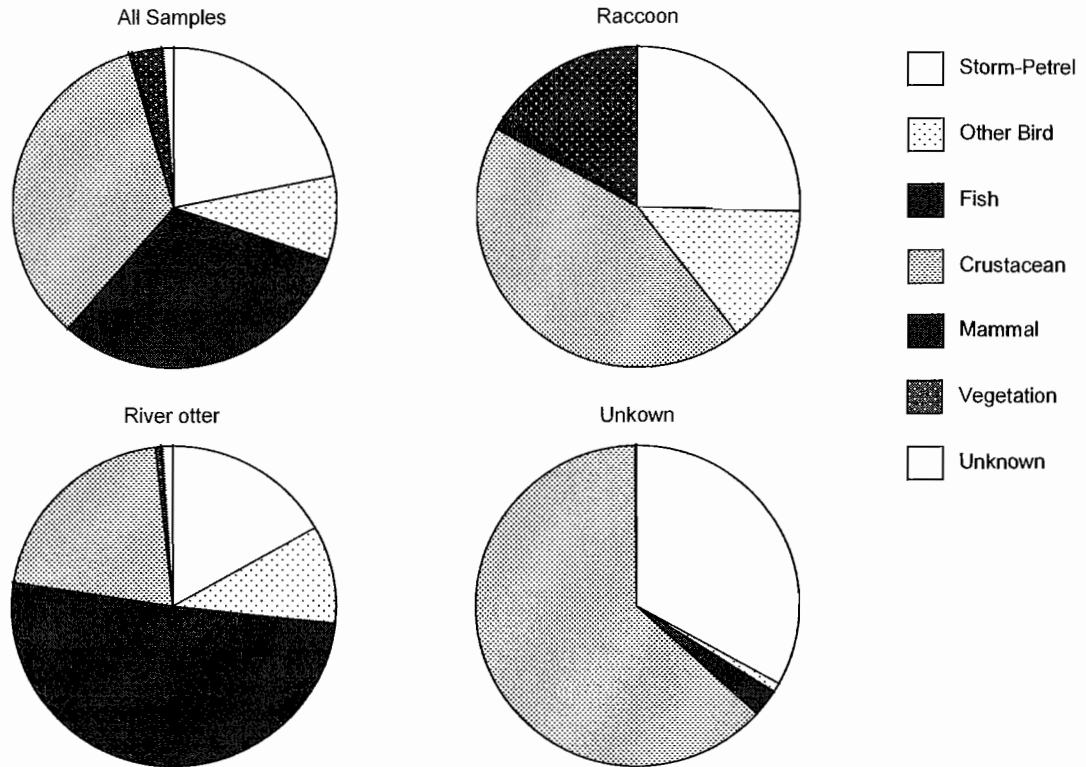 All Samples
Raccoon
Storm-Petrel
Other Bird
Fish
Crustacean
Mammal
Vegetation
Unknown
River otter
Unkown